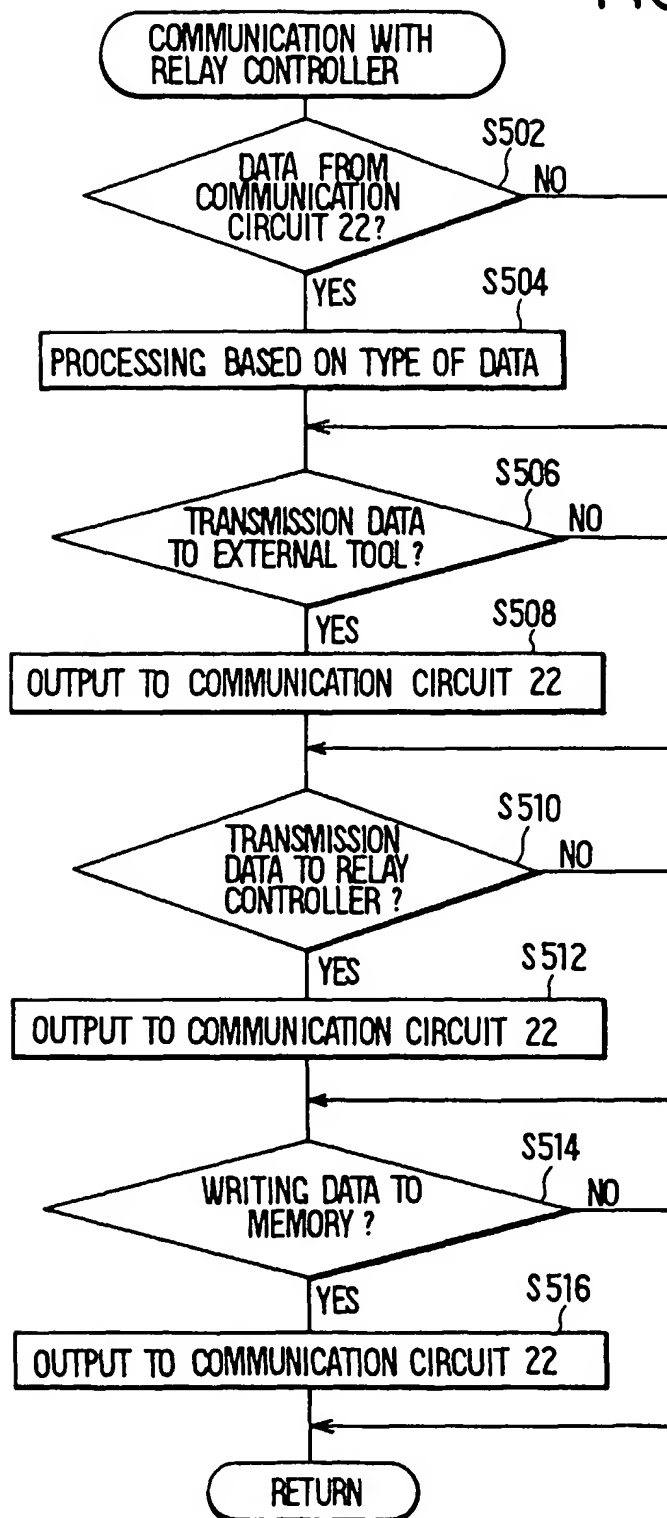 COMMUNICATION WITH
RELAY CONTROLLER
S502
DATA FROM
COMMUNICATION
CIRCUIT 22?
NO
YES
S504
PROCESSING BASED ON TYPE OF DATA
S506
TRANSMISSION DATA
TO EXTERNAL TOOL?
NO
YES
S508
OUTPUT TO COMMUNICATION CIRCUIT 22
S510
TRANSMISSION
DATA TO RELAY
CONTROLLER?
NO
YES
S512
OUTPUT TO COMMUNICATION CIRCUIT 22
S514
WRITING DATA TO
MEMORY?
NO
YES
S516
OUTPUT TO COMMUNICATION CIRCUIT 22
RETURN